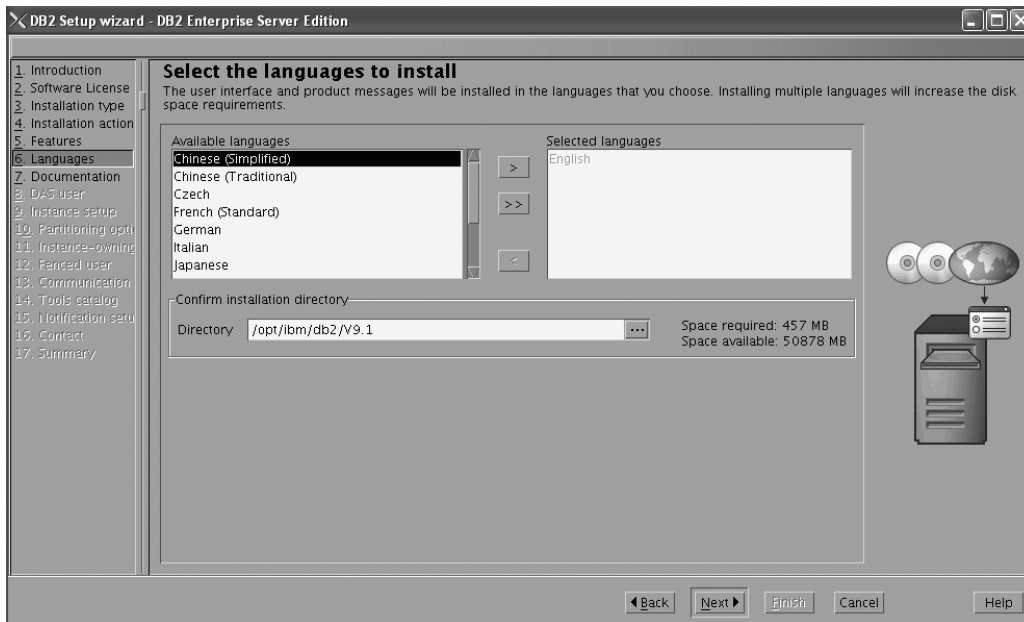 DB2 Setup wizard - DB2 Enterprise Server Edition
1. Introduction
2. Software License
3. Installation type
4. Installation action
5. Features
6. Languages
7. Documentation
8. DAS user
9. Instance setup
10. Partitioning opti
11. Instance-owning
12. Fenced user
13. Communication
14. Tools catalog
15. Notification setu
16. Contact
17. Summary
Select the languages to install
The user interface and product messages will be installed in the languages that you choose. Installing multiple languages will increase the disk
space requirements.
Available languages
Chinese (Simplified)
Chinese (Traditional)
Czech
French (Standard)
German
Italian
Japanese
>
>>
<
Selected languages
English
Confirm installation directory
Directory /opt/ibm/db2/V9.1 ...
Space required: 457 MB
Space available: 50878 MB
Back Next Finish Cancel Help